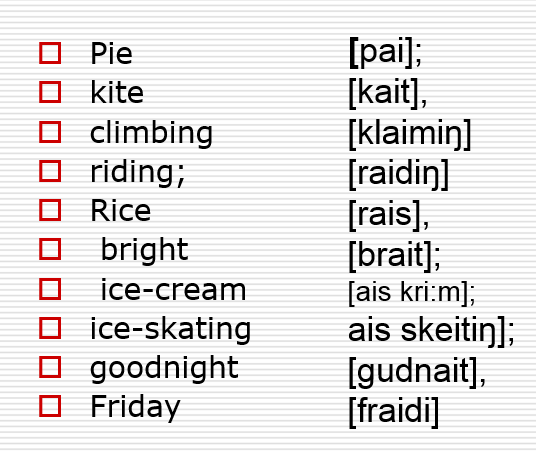 Pie [pai];
kite [kait],
climbing [klaimiŋ]
riding; [raidiŋ]
Rice [rais],
bright [brait];
ice-cream [ais kri:m];
ice-skating ais skeitiŋ];
goodnight [gudnait],
Friday [fraidi]